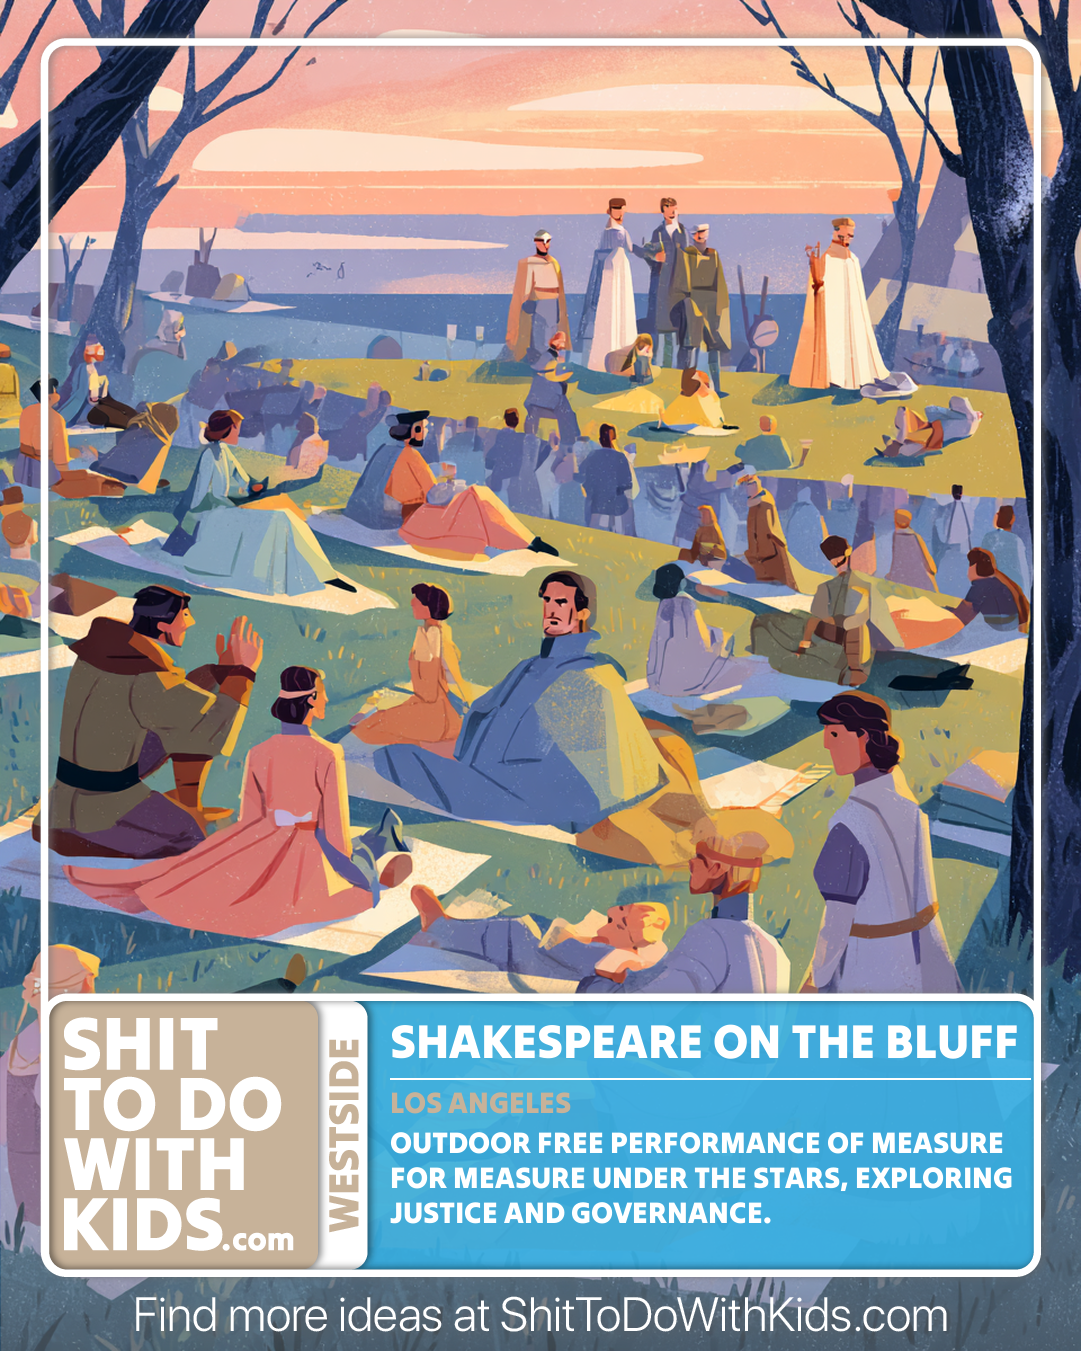 SHIT
TO DO
WITH
KIDS.com
WESTSIDE
SHAKESPEARE ON THE BLUFF
LOS ANGELES
OUTDOOR FREE PERFORMANCE OF MEASURE
FOR MEASURE UNDER THE STARS, EXPLORING
JUSTICE AND GOVERNANCE.
Find more ideas at ShitToDoWithKids.com